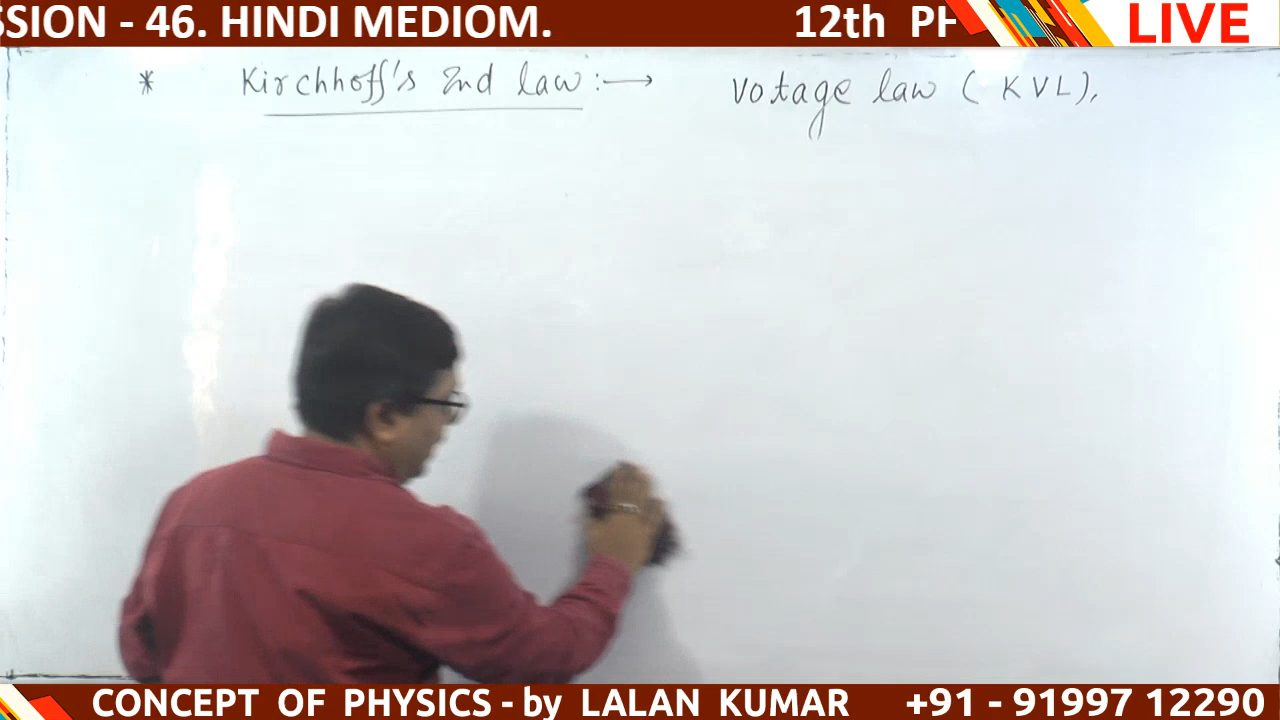 SSION - 46. HINDI MEDIOM. 12th PH LIVE
* Kirchhoff's 2nd law :→ Votage law ( KVL),
CONCEPT OF PHYSICS - by LALAN KUMAR +91 - 91997 12290